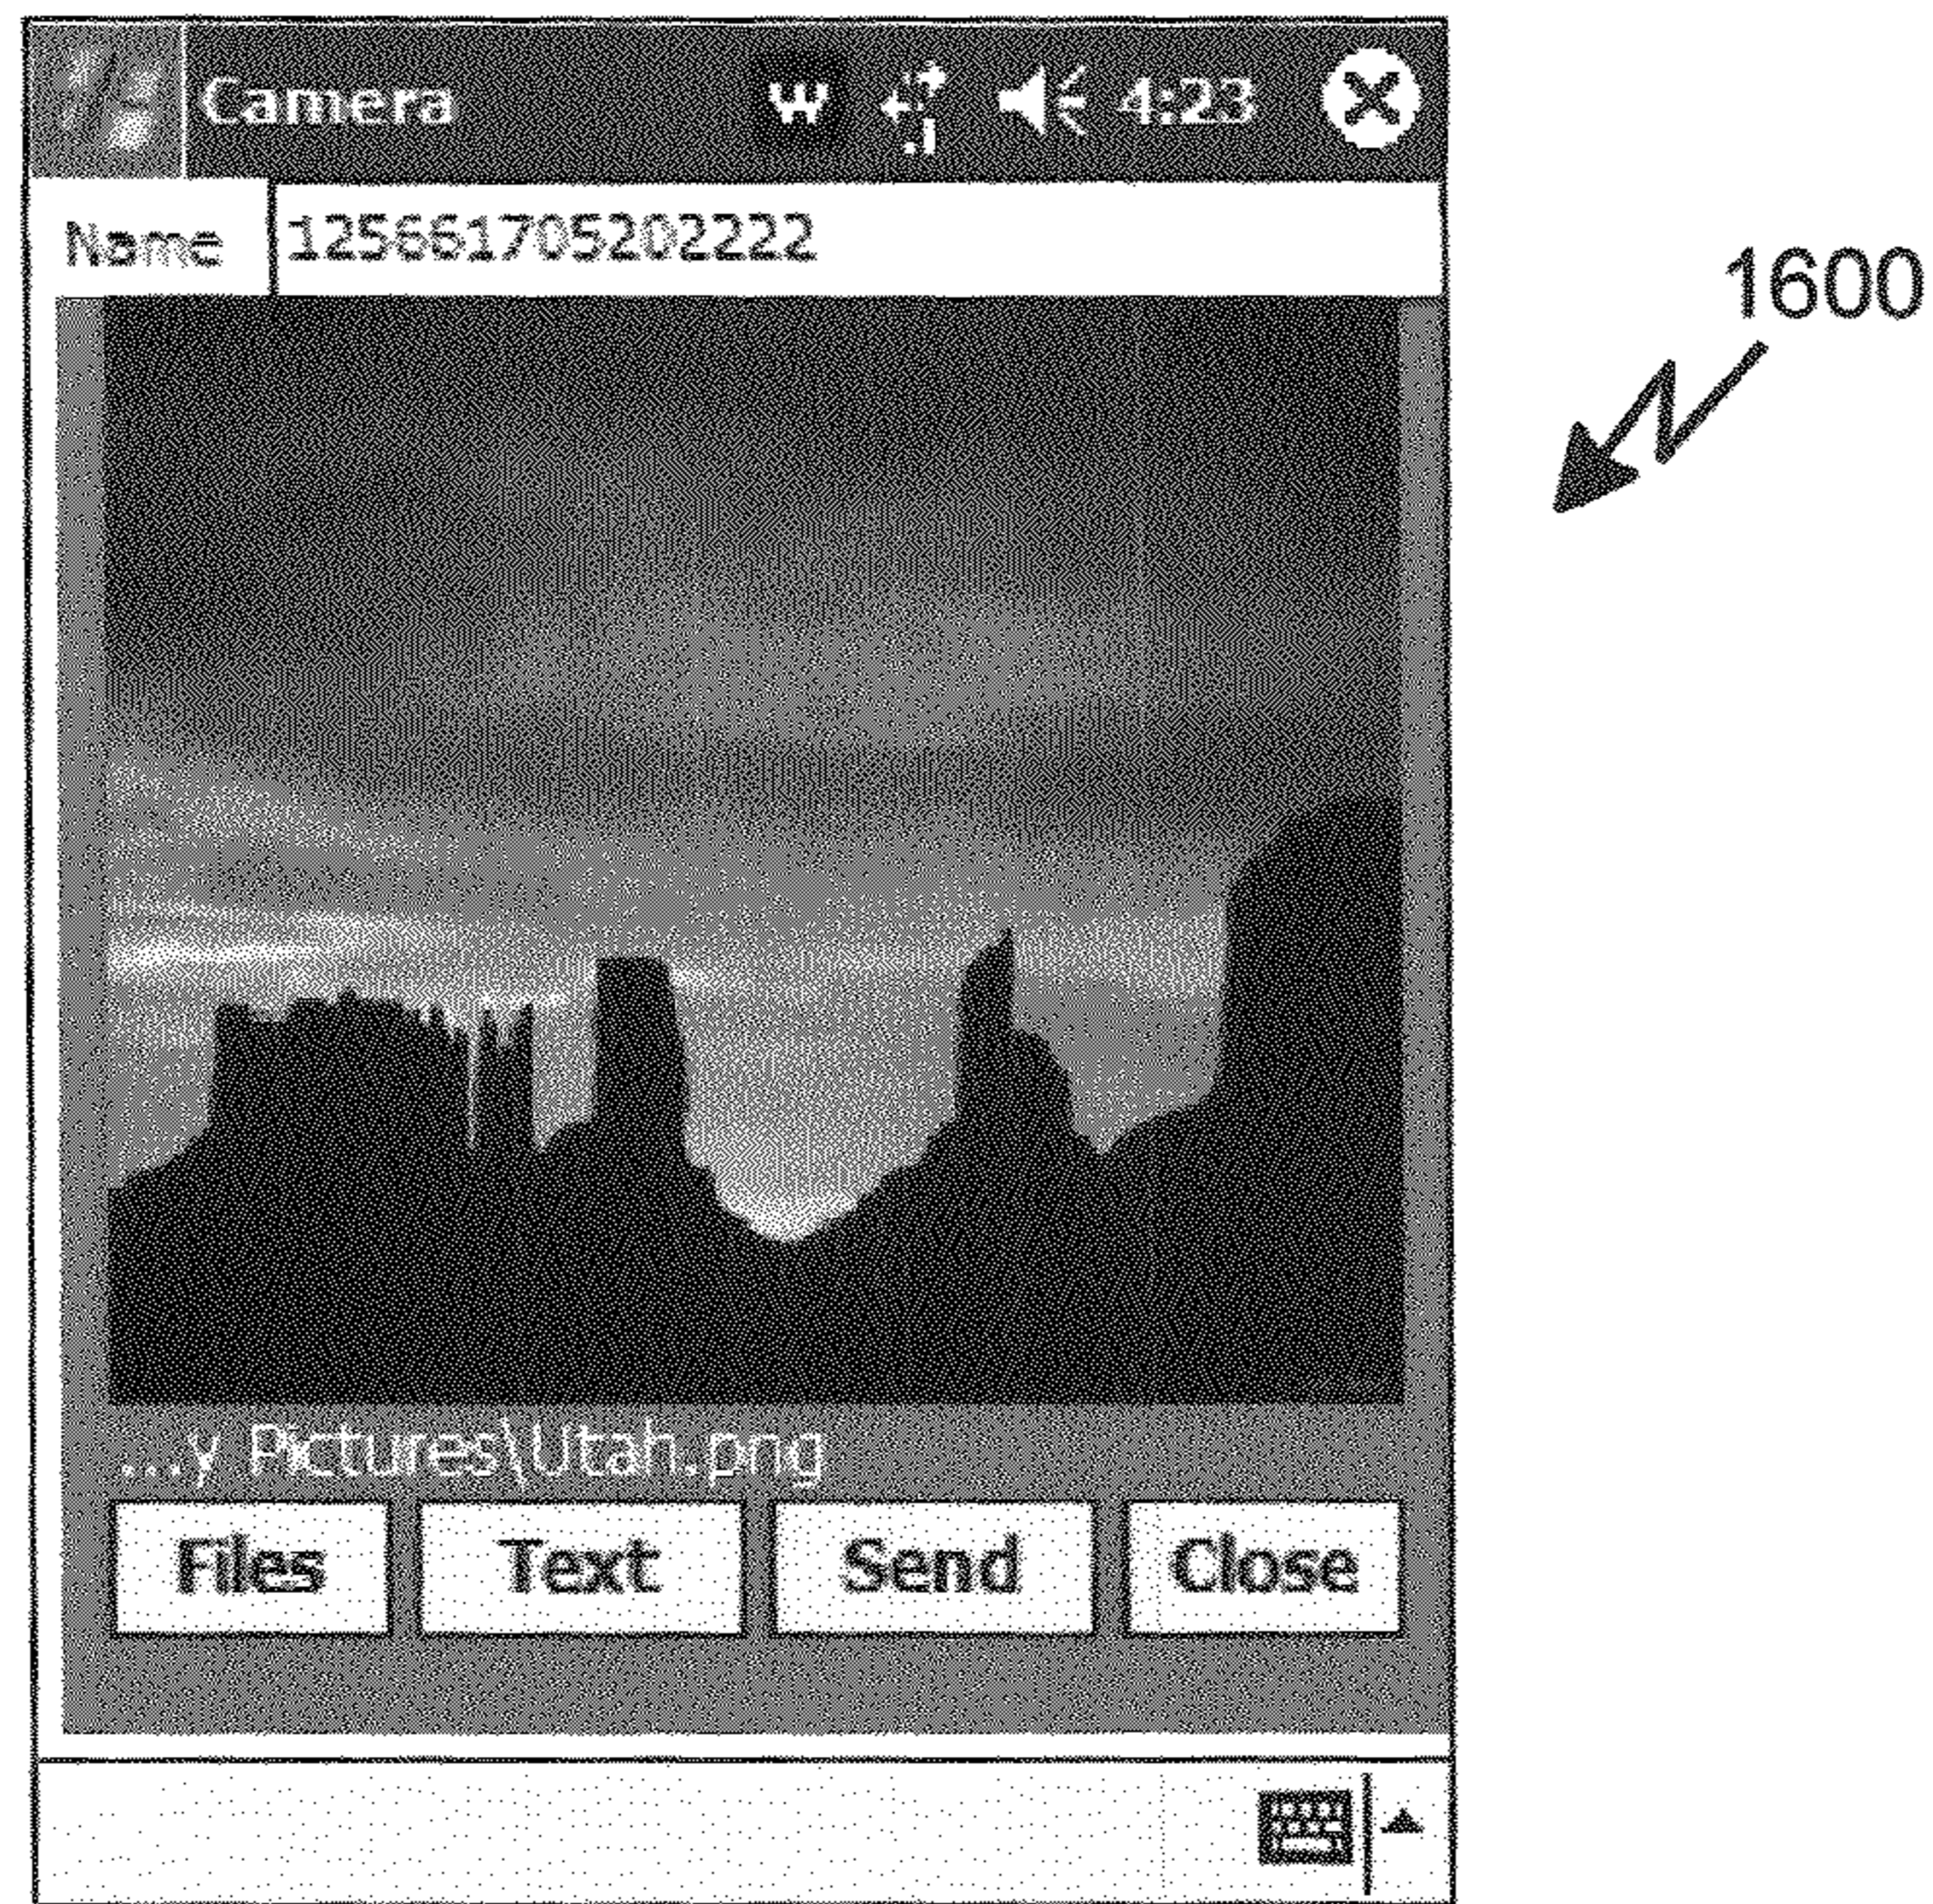 Camera W 4:23
Name 125661705202222
1600
...y Pictures\Utah.png
Files Text Send Close